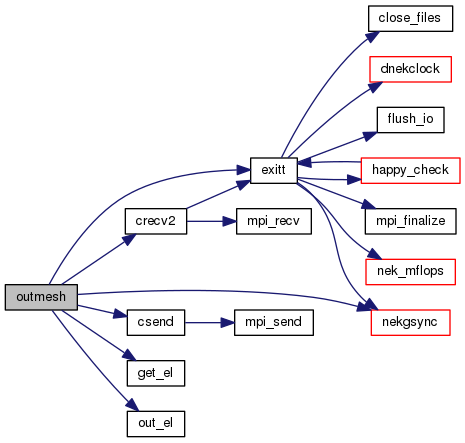 close_files
dnekclock
flush_io
exitt
happy_check
crecv2
mpi_recv
mpi_finalize
nek_mflops
outmesh
csend
mpi_send
nekgsync
get_el
out_el